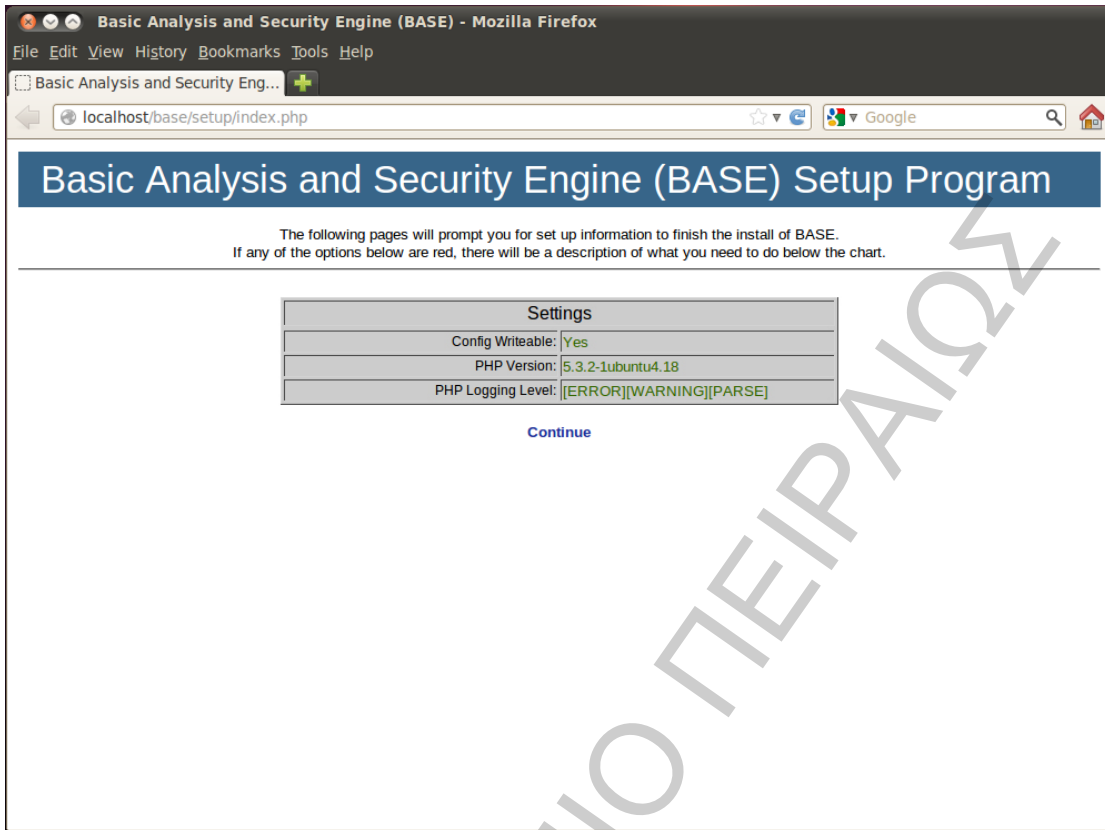 Basic Analysis and Security Engine (BASE) - Mozilla Firefox
File Edit View History Bookmarks Tools Help
Basic Analysis and Security Eng...
localhost/base/setup/index.php
Google
Basic Analysis and Security Engine (BASE) Setup Program
The following pages will prompt you for set up information to finish the install of BASE.
If any of the options below are red, there will be a description of what you need to do below the chart.
Settings
Config Writeable: Yes
PHP Version: 5.3.2-1ubuntu4.18
PHP Logging Level: [ERROR][WARNING][PARSE]
Continue
ΙΟ ΠΕΙΡΑΙΩΣ